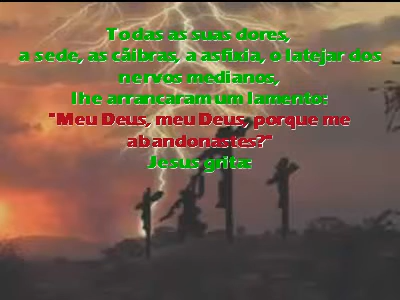 Todas as suas dores,
a sede, as cãibras, a asfixia, o latejar dos
nervos medianos,
lhe arrancaram um lamento:
"Meu Deus, meu Deus, porque me
abandonastes?"
Jesus grita: